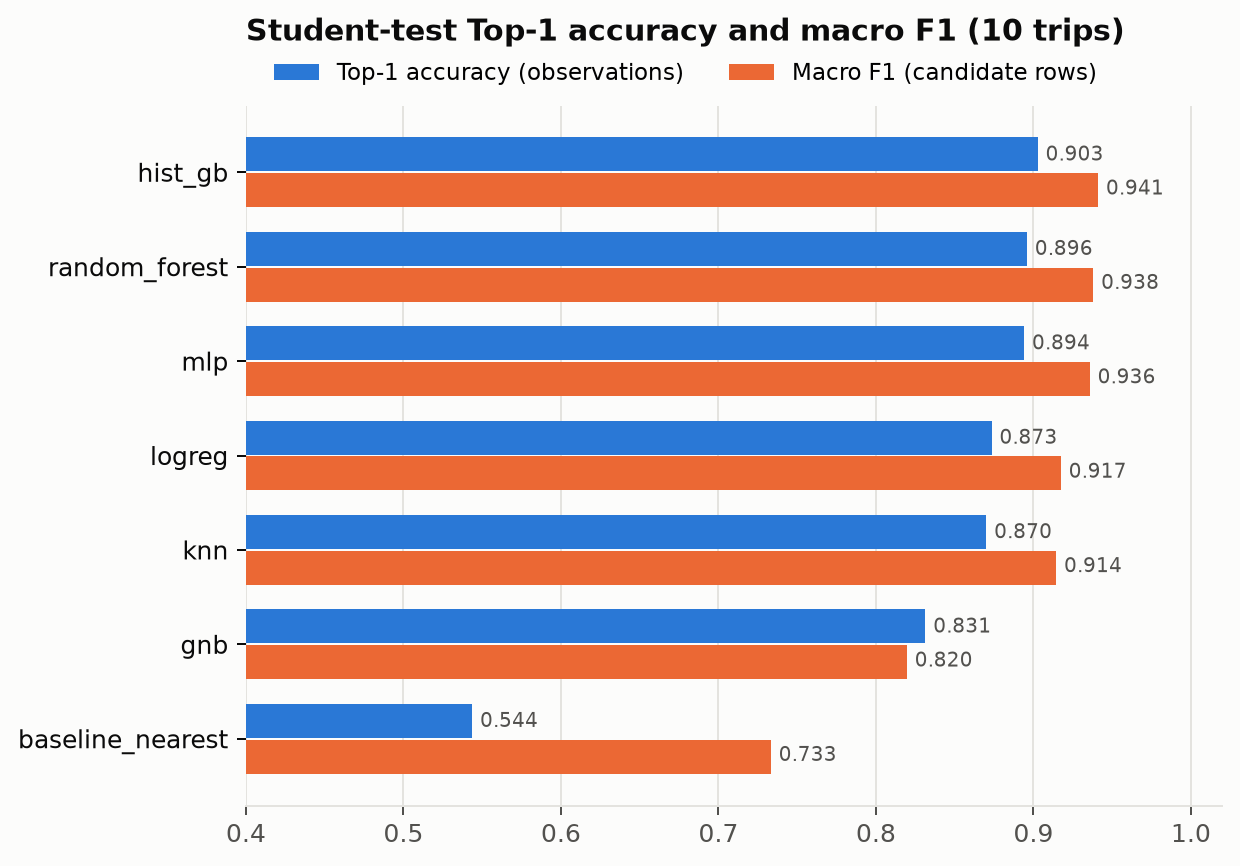 Student-test Top-1 accuracy and macro F1 (10 trips)
Top-1 accuracy (observations) Macro F1 (candidate rows)
hist_gb 0.903 0.941
random_forest 0.896 0.938
mlp 0.894 0.936
logreg 0.873 0.917
knn 0.870 0.914
gnb 0.831 0.820
baseline_nearest 0.544 0.733
0.4 0.5 0.6 0.7 0.8 0.9 1.0